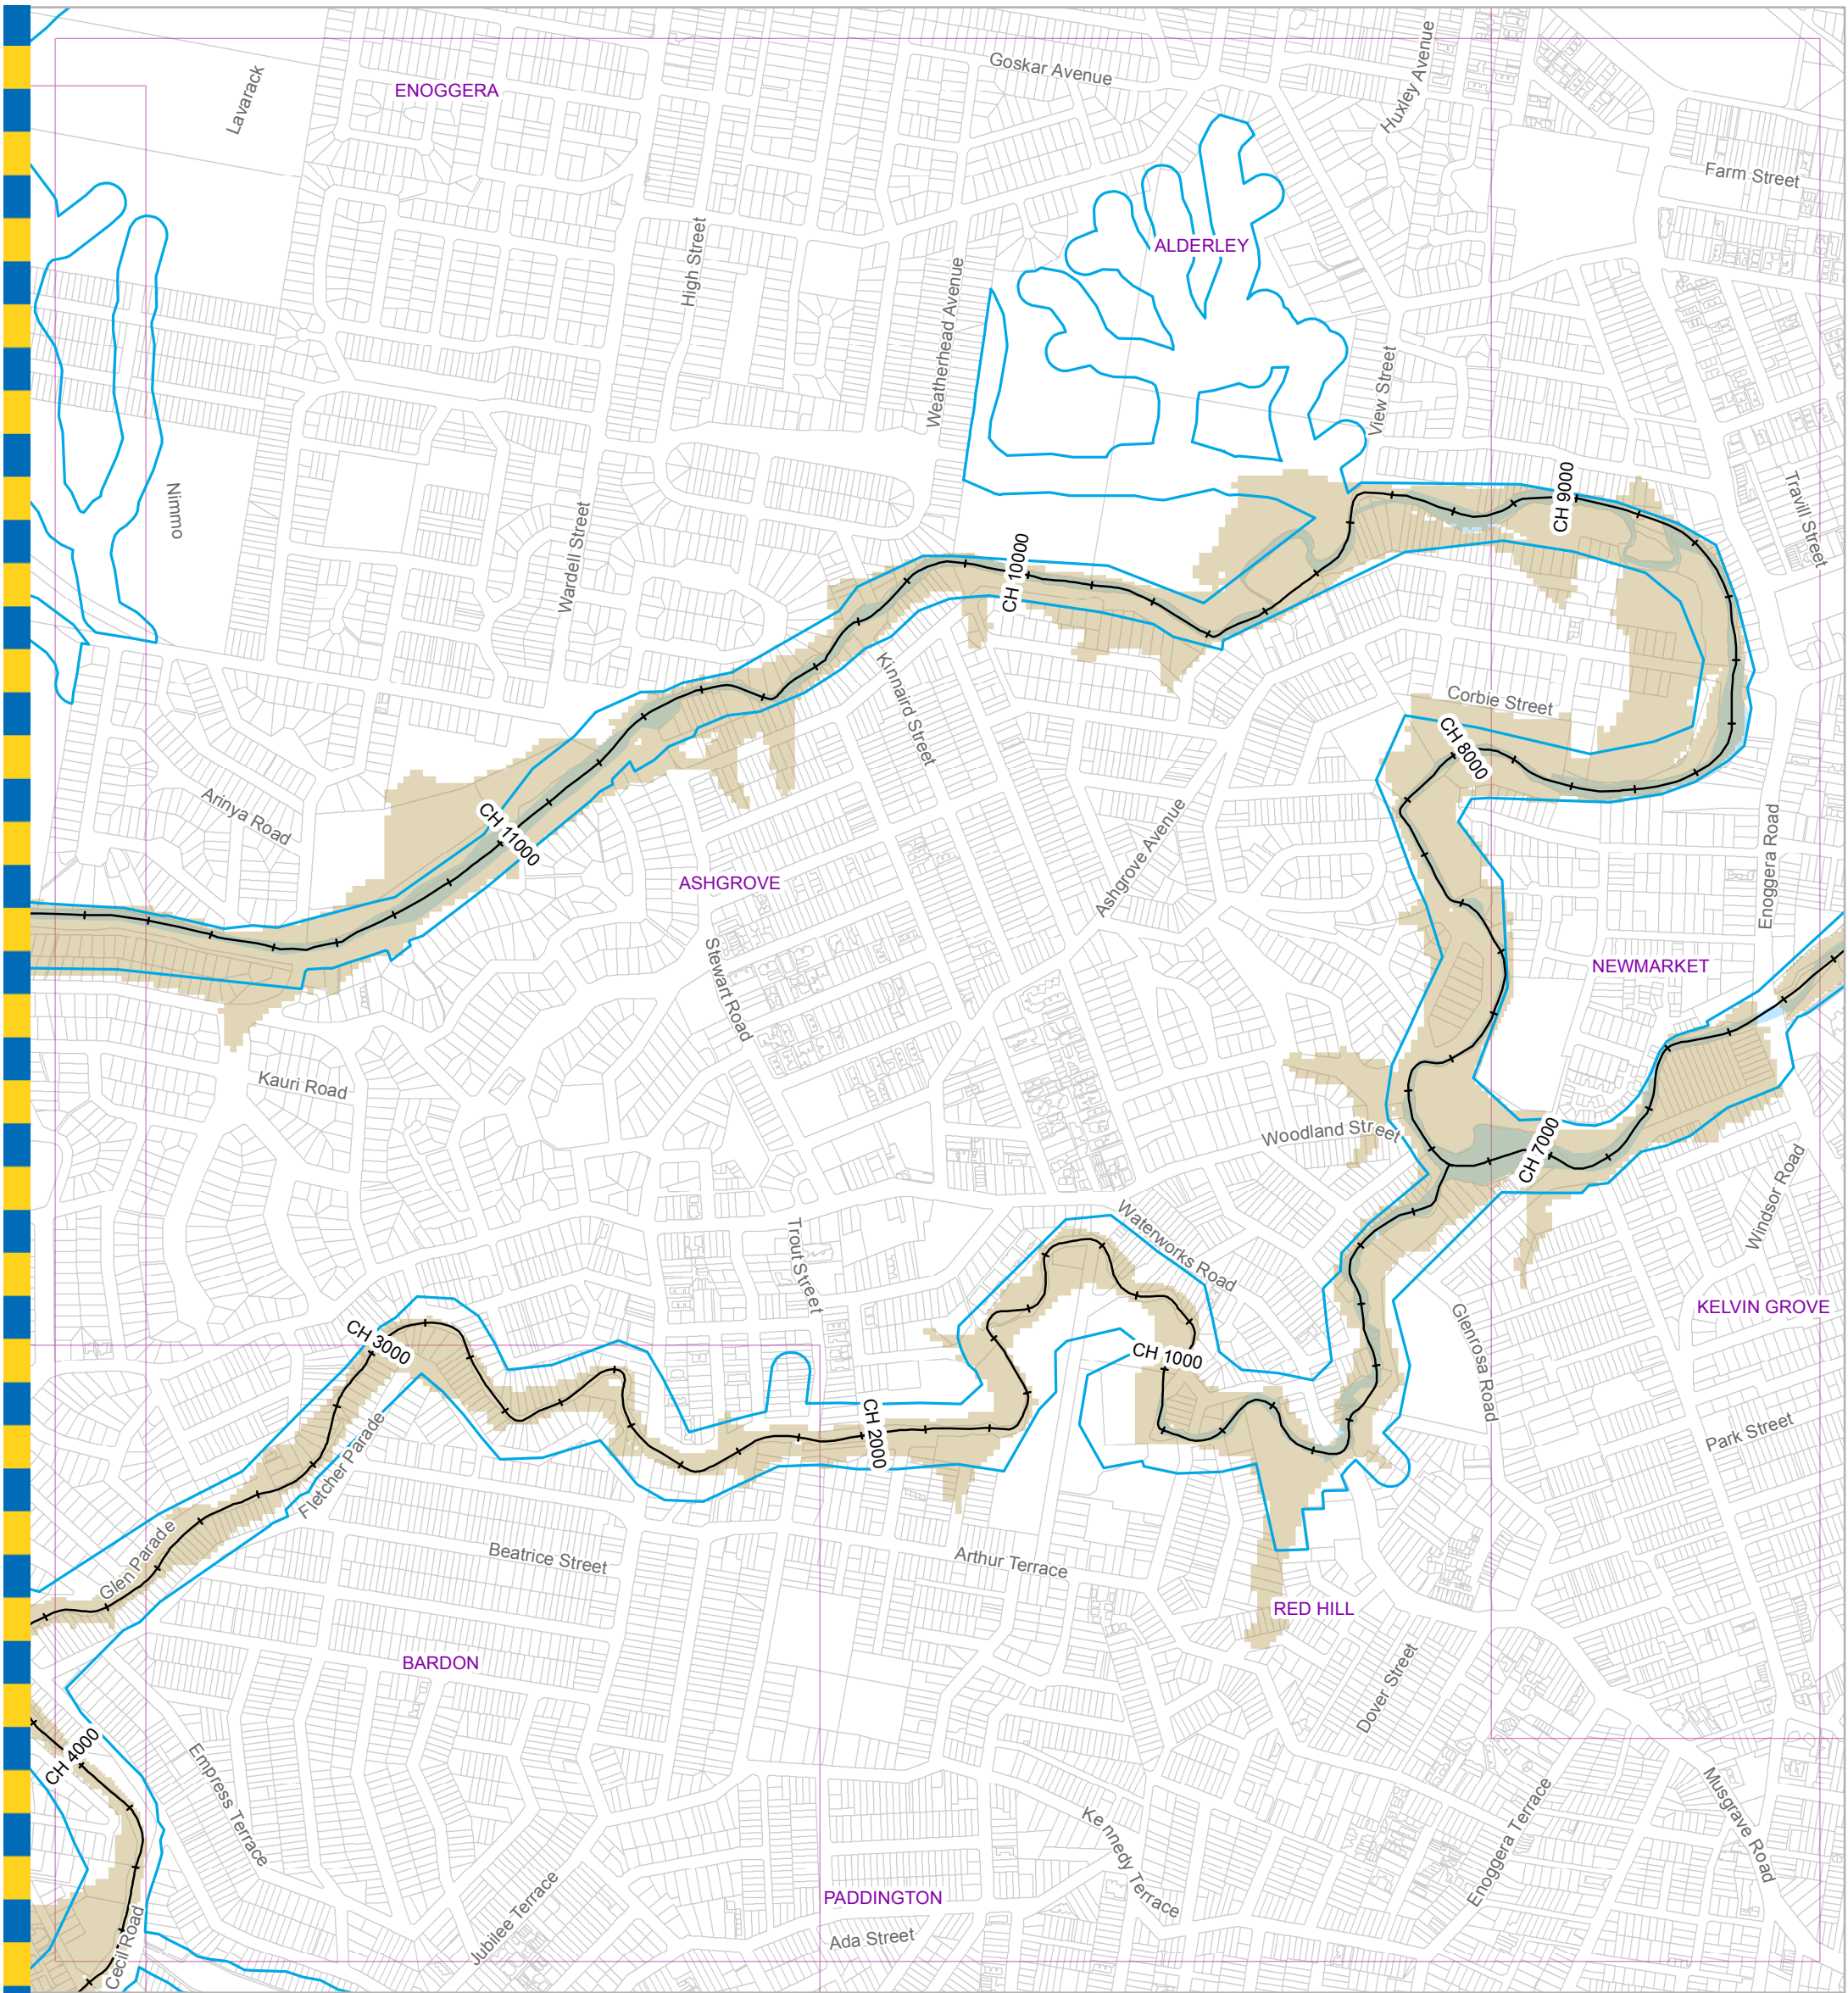 Goskar Avenue
Huxley Avenue
Lavarack
ENOGGERA
Farm Street
High Street
ALDERLEY
Weatherhead Avenue
View Street
Nimmo
Wardell Street
CH 9000
Travill Street
CH 10000
Kinnaird Street
Corbie Street
CH 8000
Arinya Road
CH 11000
Ashgrove Avenue
Enoggera Road
ASHGROVE
Stewart Road
NEWMARKET
Kauri Road
Woodland Street
CH 7000
Windsor Road
Trout Street
Waterworks Road
KELVIN GROVE
CH 3000
CH 1000
Glenrosa Road
CH 2000
Park Street
Fletcher Parade
Glen Parade
Beatrice Street
Arthur Terrace
RED HILL
BARDON
Dover Street
CH 4000
Empress Terrace
Kennedy Terrace
Enoggera Terrace
Musgrave Road
PADDINGTON
Jubilee Terrace
Ada Street
Cecil Road